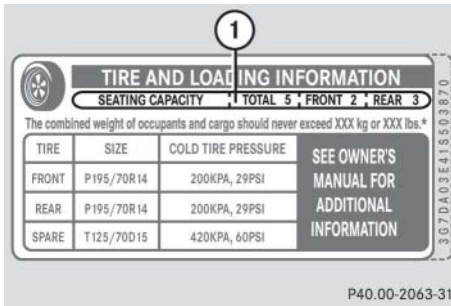 1
TIRE AND LOADING INFORMATION
SEATING CAPACITY TOTAL 5 FRONT 2 REAR 3
The combined weight of occupants and cargo should never exceed XXX kg or XXX lbs.*
TIRE SIZE COLD TIRE PRESSURE SEE OWNER'S MANUAL FOR ADDITIONAL INFORMATION
FRONT P195/70R14 200KPA, 29PSI
REAR P195/70R14 200KPA, 29PSI
SPARE T125/70D15 420KPA, 60PSI
3G7DA03E41S503870
P40.00-2063-31